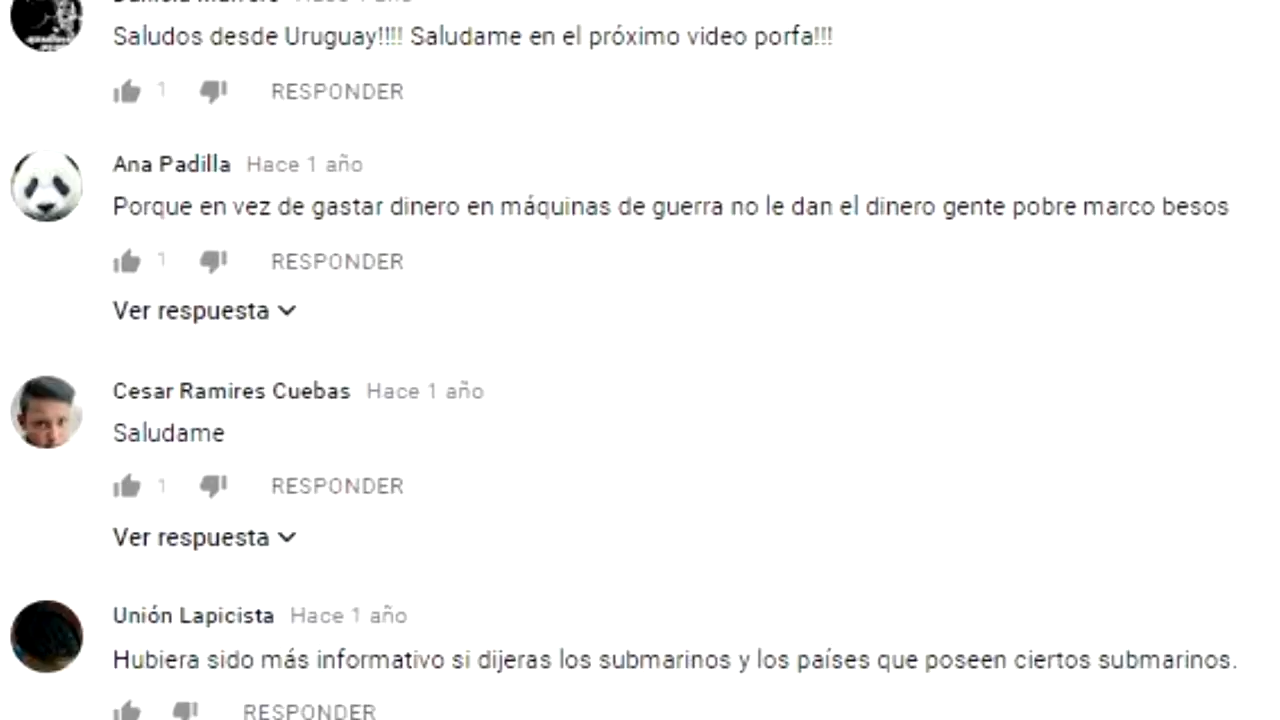 Saludos desde Uruguay!!!! Saludame en el próximo video porfa!!!
1 RESPONDER
Ana Padilla Hace 1 año
Porque en vez de gastar dinero en máquinas de guerra no le dan el dinero gente pobre marco besos
1 RESPONDER
Ver respuesta
Cesar Ramires Cuebas Hace 1 año
Saludame
1 RESPONDER
Ver respuesta
Unión Lapicista Hace 1 año
Hubiera sido más informativo si dijeras los submarinos y los países que poseen ciertos submarinos.
RESPONDER